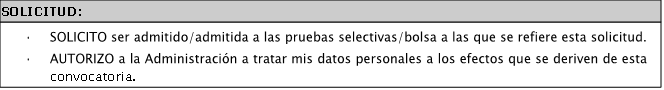 SOLICITUD:
· SOLICITO ser admitido/admitida a las pruebas selectivas/bolsa a las que se refiere esta solicitud.
· AUTORIZO a la Administración a tratar mis datos personales a los efectos que se deriven de esta
convocatoria.